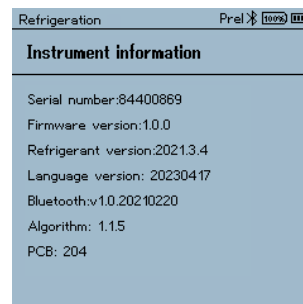 Refrigeration Prel 100%
Instrument information
Serial number:84400869
Firmware version:1.0.0
Refrigerant version:2021.3.4
Language version: 20230417
Bluetooth:v1.0.20210220
Algorithm: 1.1.5
PCB: 204